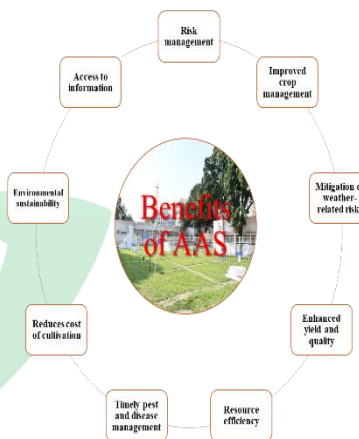 Risk
management
Improved
crop
management
Mitigation o
weather-
related risk
Enhanced
yield and
quality
Resource
efficiency
Timely pest
and disease
management
Reduces cost
of cultivation
Environmental
sustainability
Access to
information
Benefits
of AAS